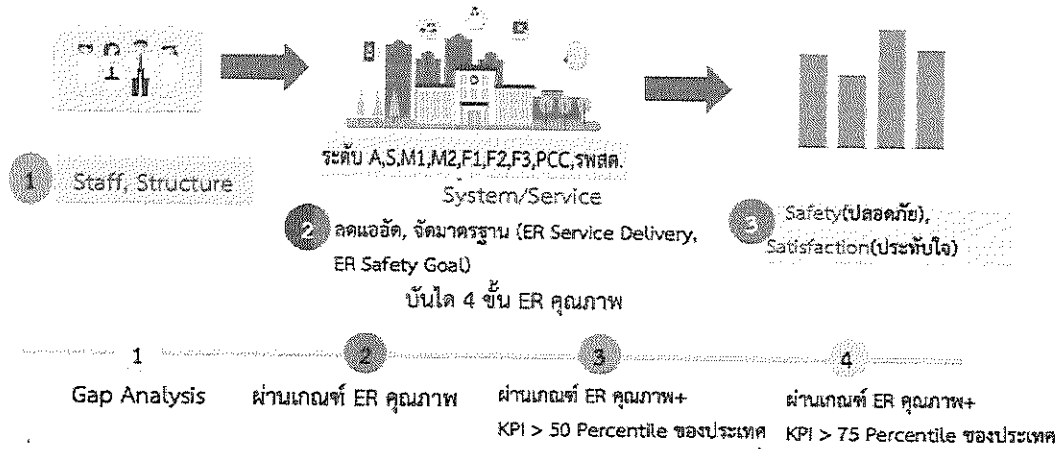 ระดับ A,S,M1,M2,F1,F2,F3,PCC,รพสต.
1 Staff, Structure
System/Service
2 ลดแออัด, จัดมาตรฐาน (ER Service Delivery,
ER Safety Goal)
3 Safety(ปลอดภัย),
Satisfaction(ประทับใจ)
บันได 4 ขั้น ER คุณภาพ
1
Gap Analysis
2
ผ่านเกณฑ์ ER คุณภาพ
3
ผ่านเกณฑ์ ER คุณภาพ+
KPI > 50 Percentile ของประเทศ
4
ผ่านเกณฑ์ ER คุณภาพ+
KPI > 75 Percentile ของประเทศ